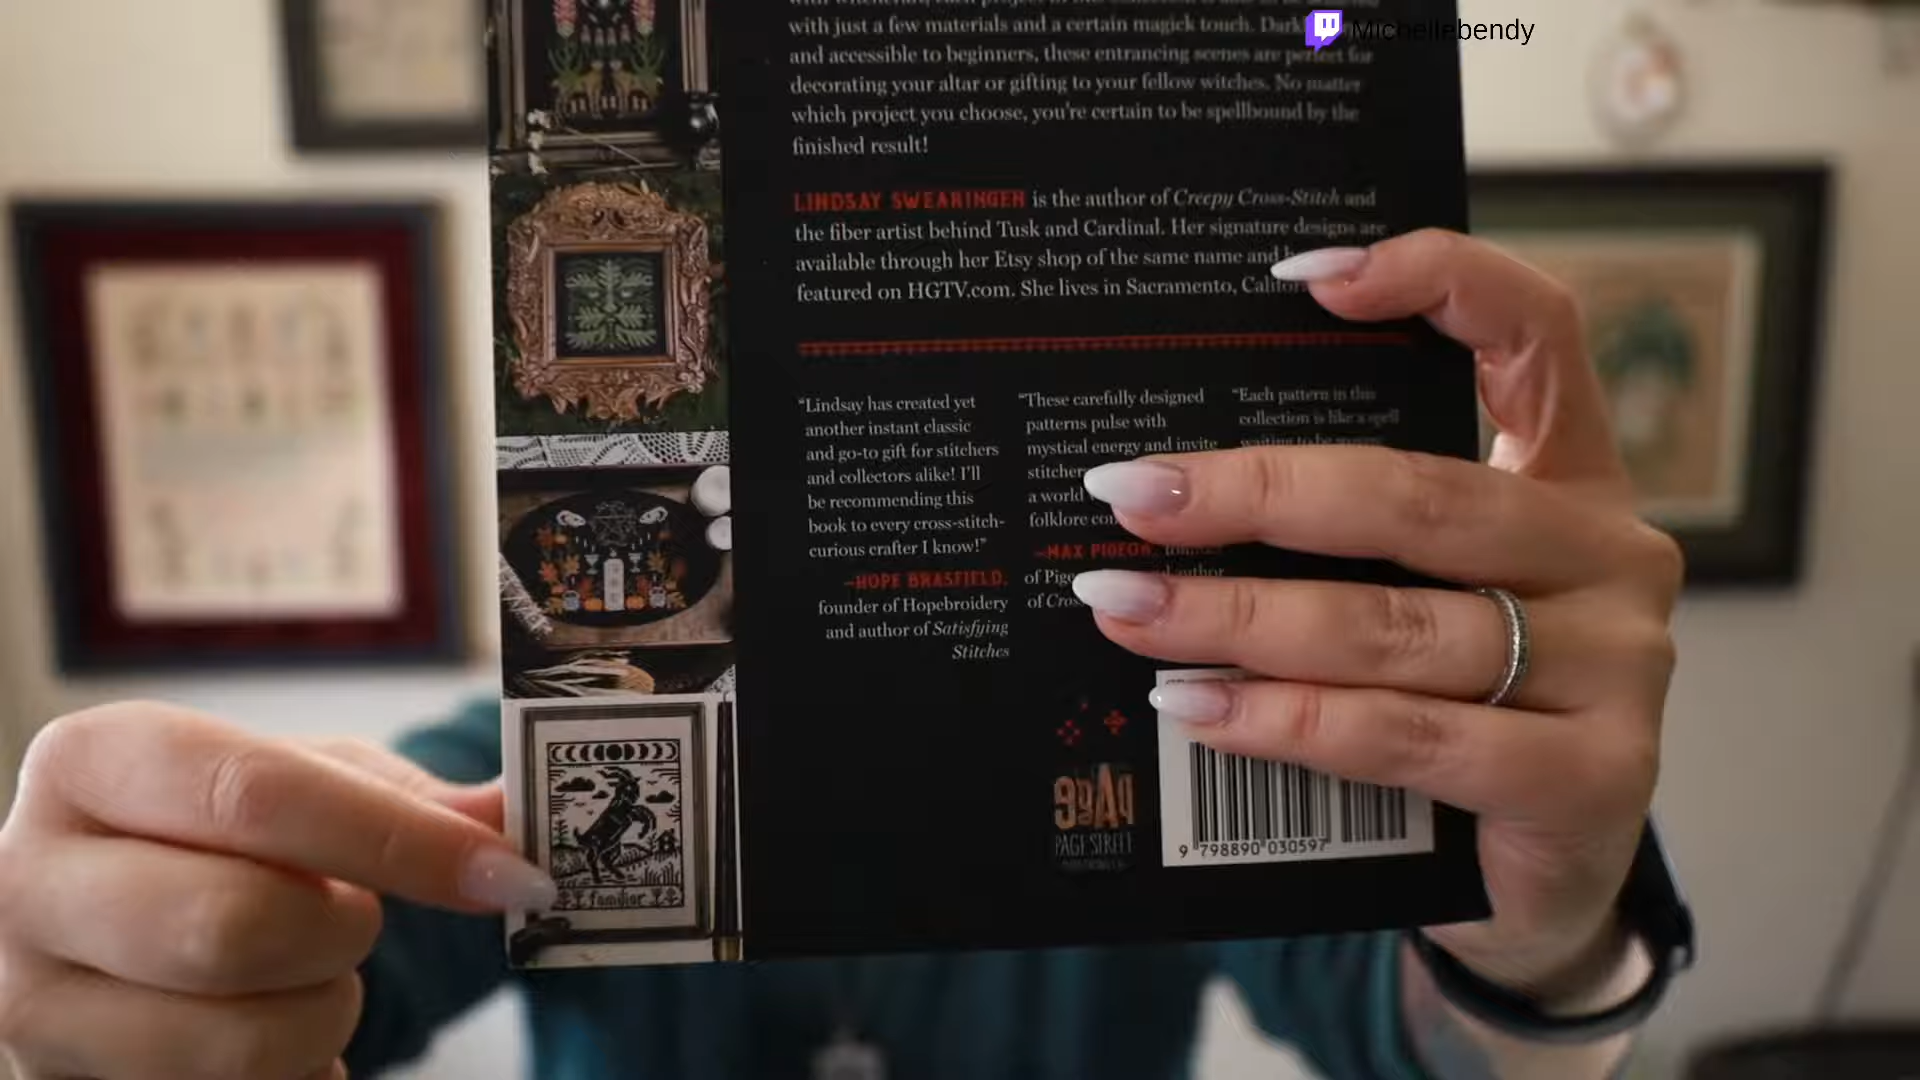 Michellebendy
with just a few materials and a certain magick touch. Dark
and accessible to beginners, these entrancing scenes are perfect for
decorating your altar or gifting to your fellow witches. No matter
which project you choose, you're certain to be spellbound by the
finished result!
LINDSAY SWEARINGEN is the author of Creepy Cross-Stitch and
the fiber artist behind Tusk and Cardinal. Her signature designs are
available through her Etsy shop of the same name and
featured on HGTV.com. She lives in Sacramento,
“Lindsay has created yet
another instant classic
and go-to gift for stitchers
and collectors alike! I'll
be recommending this
book to every cross-stitch-
curious crafter I know!”
—HOPE BRASFIELD,
founder of Hopebroidery
and author of Satisfying
Stitches
“These carefully designed
patterns pulse with
mystical energy and invite
a world
folklore
—MAX PIGEON,
of
of
“Each pattern in this
collection is like a spell
waiting to be
PAGE STREET
9 798890 030597
familiar